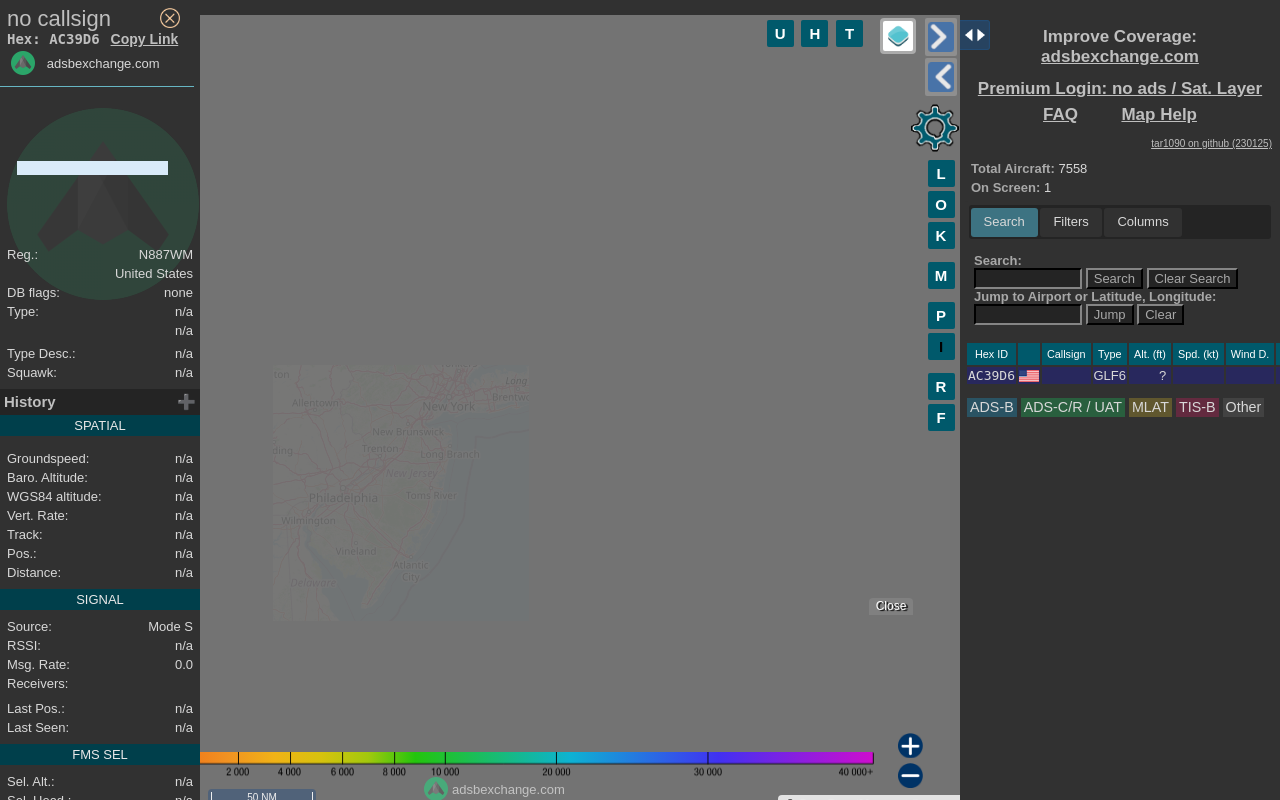 no callsign
Hex: AC39D6 Copy Link
adsbexchange.com
Reg.: N887WM
United States
DB flags: none
Type: n/a
n/a
Type Desc.: n/a
Squawk: n/a
History
SPATIAL
Groundspeed: n/a
Baro. Altitude: n/a
WGS84 altitude: n/a
Vert. Rate: n/a
Track: n/a
Pos.: n/a
Distance: n/a
SIGNAL
Source: Mode S
RSSI: n/a
Msg. Rate: 0.0
Receivers:
Last Pos.: n/a
Last Seen: n/a
FMS SEL
Sel. Alt.: n/a
U H T
L
O
K
M
P
I
R
F
Allentown
New York
Long
Brentw
New Brunswick
Trenton
Long Branch
New Jersey
Philadelphia
Toms River
Wilmington
Vineland
Atlantic
City
Delaware
Close
2 000 4 000 6 000 8 000 10 000 20 000 30 000 40 000+
adsbexchange.com
50 NM
Improve Coverage:
adsbexchange.com
Premium Login: no ads / Sat. Layer
FAQ Map Help
tar1090 on github (230125)
Total Aircraft: 7558
On Screen: 1
Search Filters Columns
Search:
Search Clear Search
Jump to Airport or Latitude, Longitude:
Jump Clear
Hex ID Callsign Type Alt. (ft) Spd. (kt) Wind D.
AC39D6 GLF6 ?
ADS-B ADS-C/R / UAT MLAT TIS-B Other